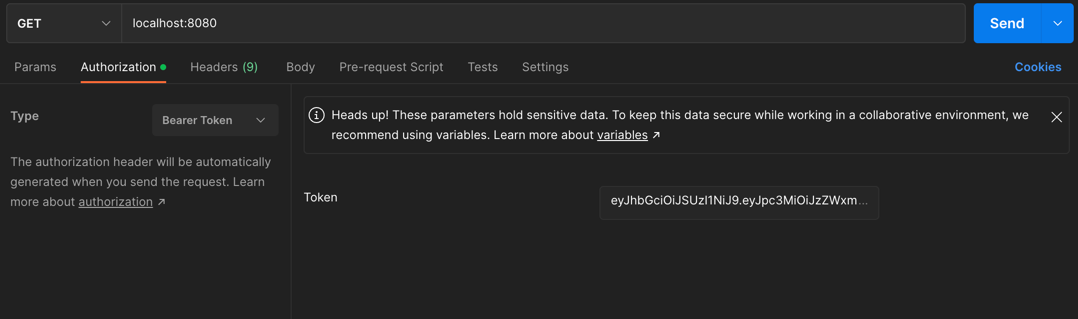 GET localhost:8080 Send
Params Authorization Headers (9) Body Pre-request Script Tests Settings Cookies
Type Bearer Token
The authorization header will be automatically
generated when you send the request. Learn
more about authorization ↗
Heads up! These parameters hold sensitive data. To keep this data secure while working in a collaborative environment, we
recommend using variables. Learn more about variables ↗
Token eyJhbGciOiJSUzI1NiJ9.eyJpc3MiOiJzZWxm...